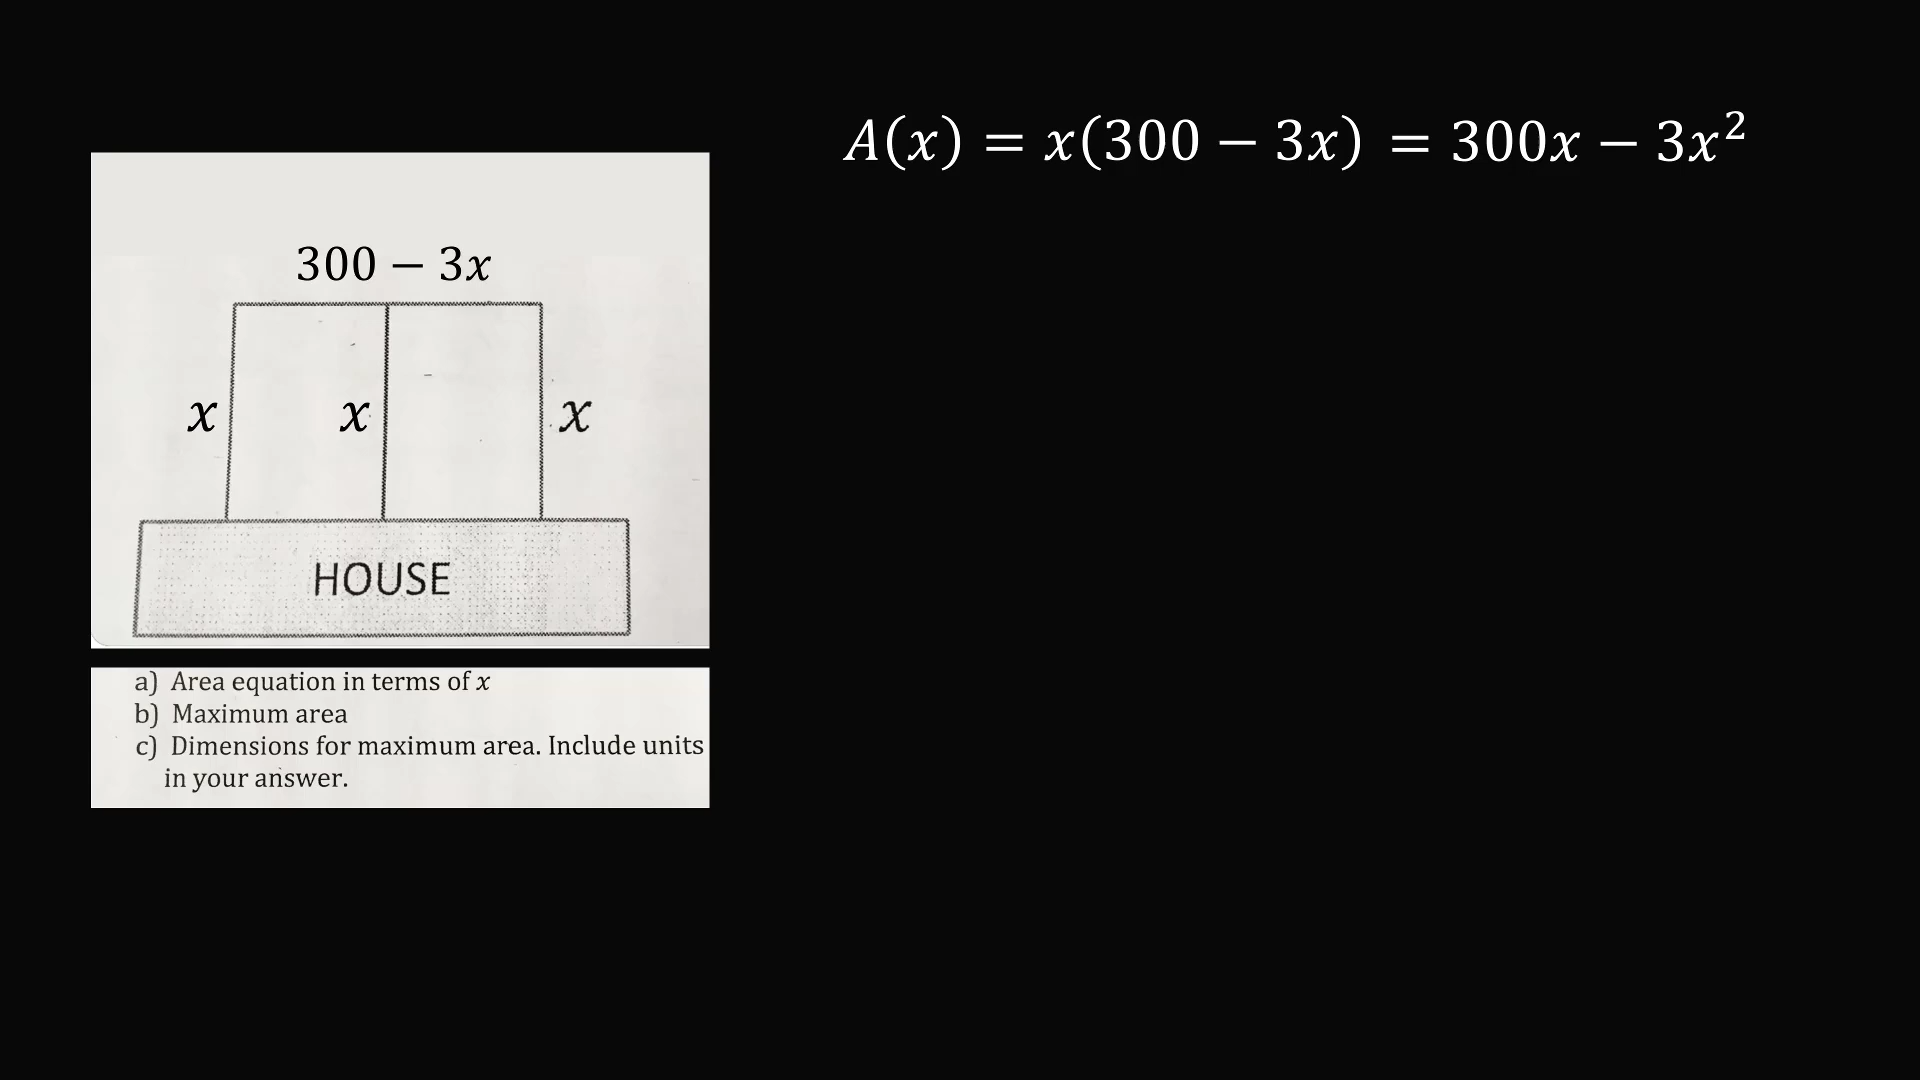 A(x) = x(300 − 3x) = 300x − 3x²
300 − 3x
x x x
HOUSE
a) Area equation in terms of x
b) Maximum area
c) Dimensions for maximum area. Include units
in your answer.